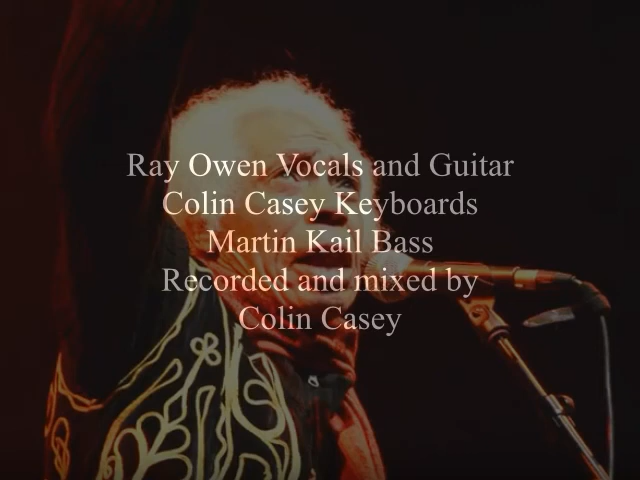 Ray Owen Vocals and Guitar
Colin Casey Keyboards
Martin Kail Bass
Recorded and mixed by
Colin Casey